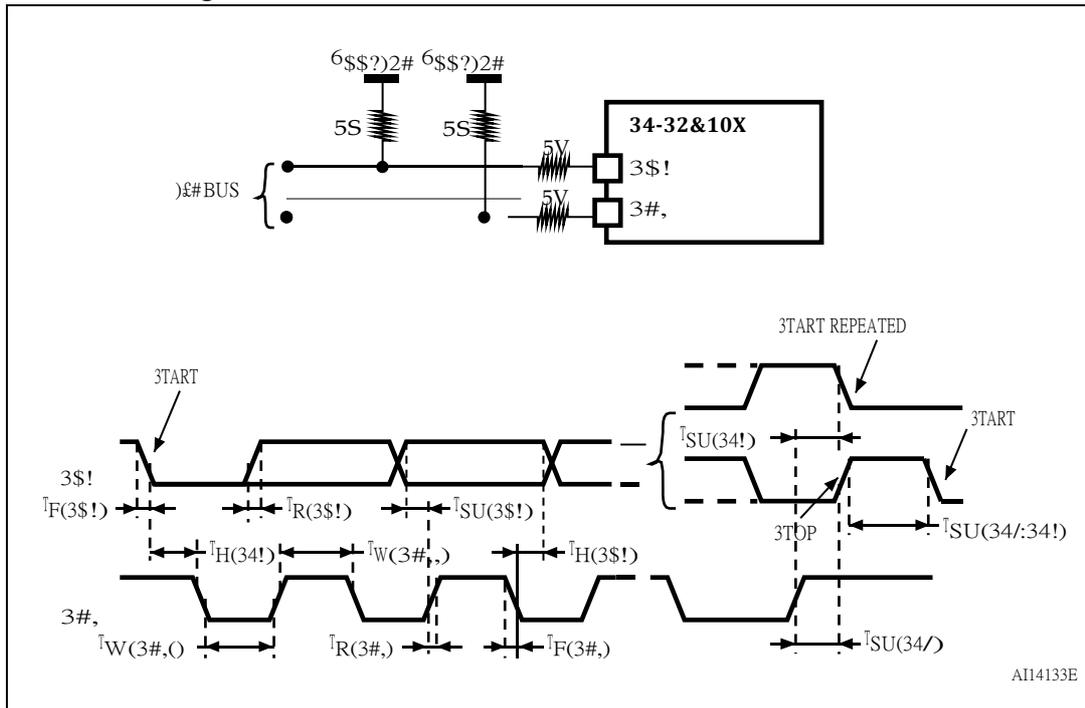 6$$?)2# 6$$?)2#
5S 5S
34-32&10X
5V
3$!
)£#BUS
5V
3#,
3TART REPEATED
3TART
3TART
TSU(34!)
3$!
TF(3$!) TR(3$!) TSU(3$!)
3TOP
TSU(34/:34!)
TH(34!) TW(3#,,) TH(3$!)
3#,
TW(3#,() TR(3#,) TF(3#,) TSU(34/)
AI14133E